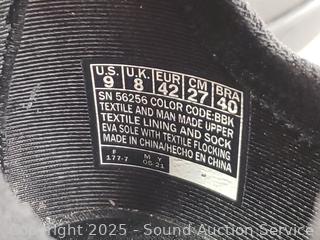 U.S. U.K. EUR CM BRA
9 8 42 27 40
SN 56256 COLOR CODE:BBK
TEXTILE AND MAN MADE UPPER
TEXTILE LINING AND SOCK
EVA SOLE WITH TEXTILE FLOCKING
MADE IN CHINA/HECHO EN CHINA
F M Y
177-7 05-21
Copyright © 2025 - Sound Auction Service